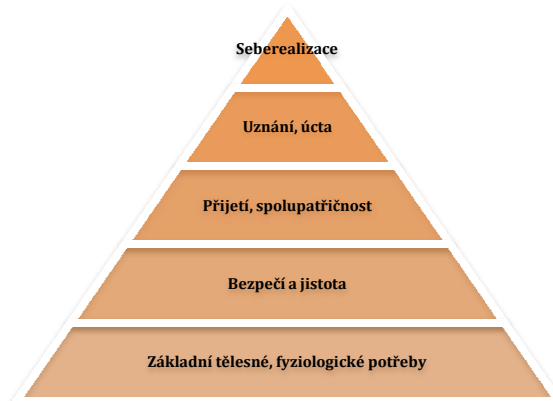 Seberealizace
Uznání, úcta
Přijetí, spolupatřičnost
Bezpečí a jistota
Základní tělesné, fyziologické potřeby